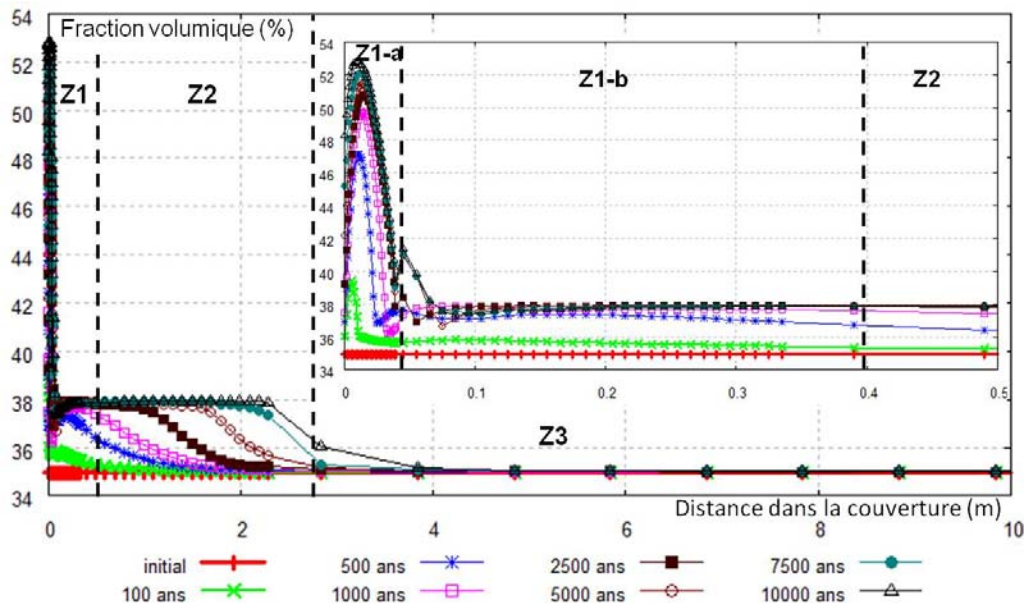 Fraction volumique (%)
54
52
50
48
46
44
42
40
38
36
34
Z1
Z2
Z3
0
2
4
6
8
10
Distance dans la couverture (m)
Z1-a
Z1-b
Z2
54
52
50
48
46
44
42
40
38
36
34
0
0.1
0.2
0.3
0.4
0.5
initial
500 ans
2500 ans
7500 ans
100 ans
1000 ans
5000 ans
10000 ans